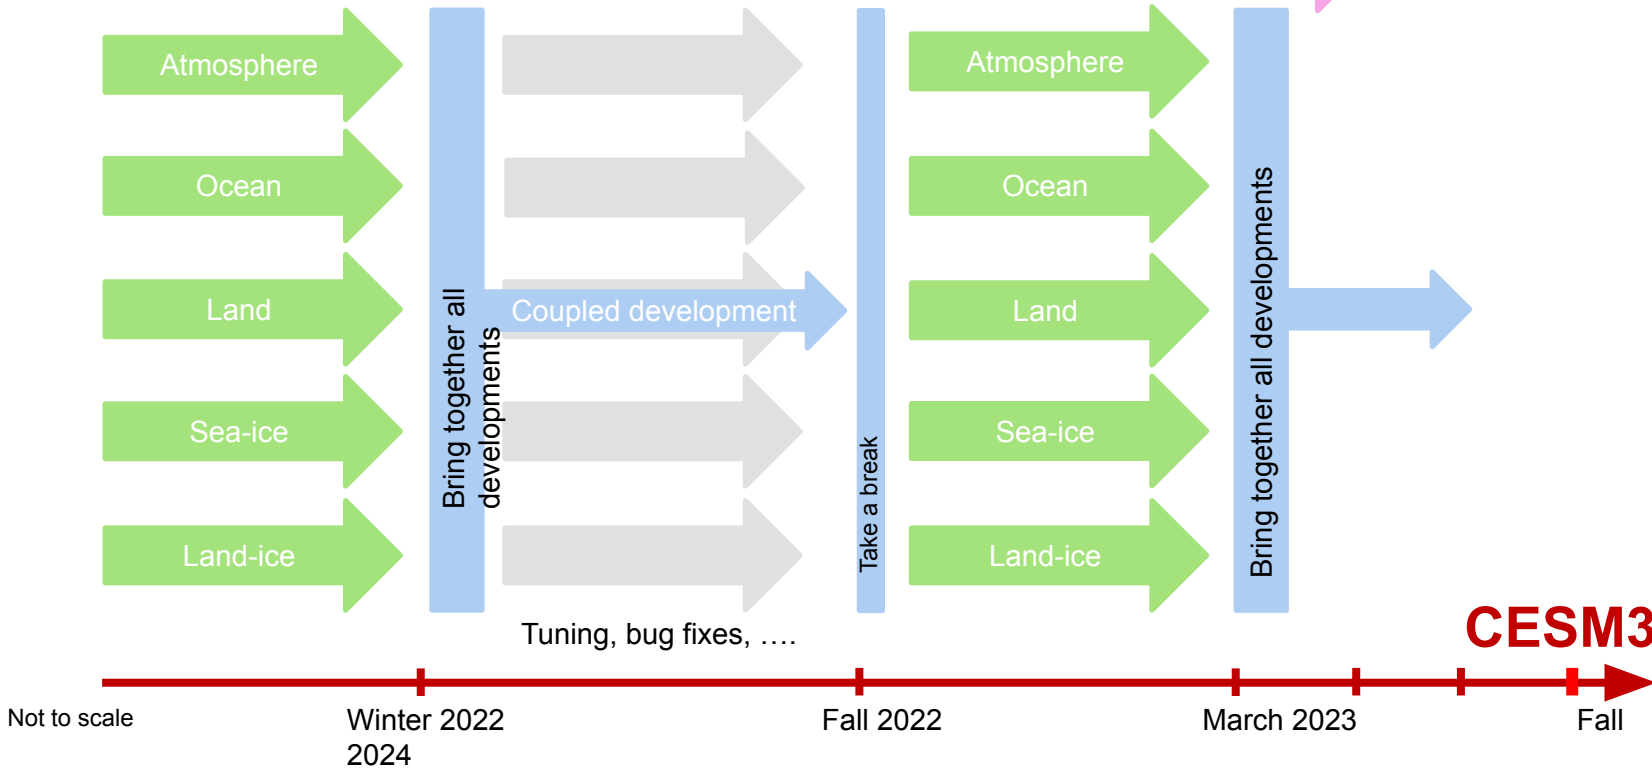 Atmosphere
Ocean
Land
Sea-ice
Land-ice
Bring together all
developments
Coupled development
Take a break
Atmosphere
Ocean
Land
Sea-ice
Land-ice
Bring together all developments
Tuning, bug fixes, ….
CESM3
Not to scale
Winter 2022
Fall 2022
March 2023
Fall
2024